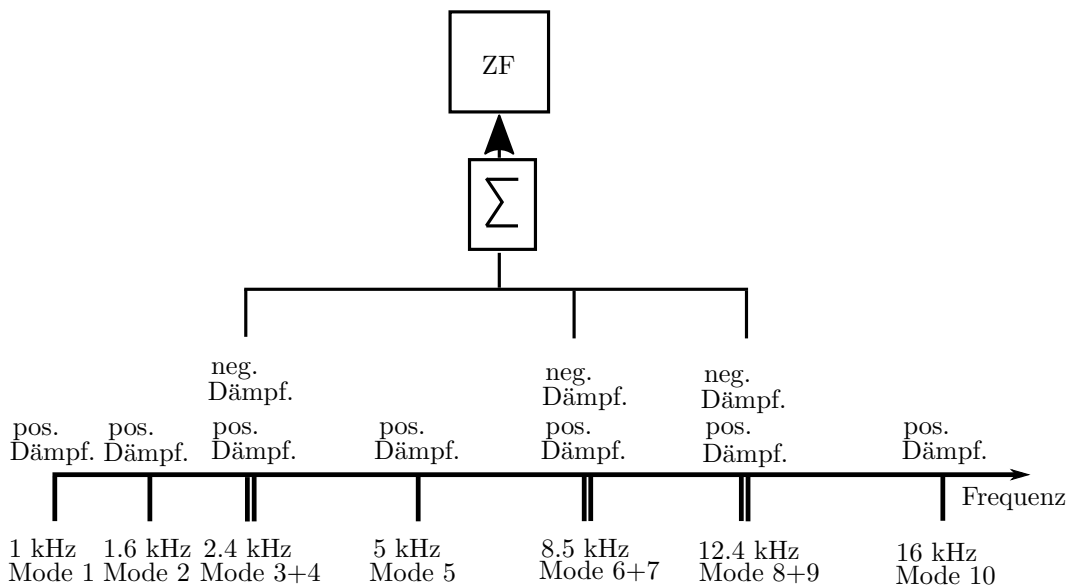 ZF
∑
neg.
Dämpf.
neg.
Dämpf.
neg.
Dämpf.
pos.
Dämpf.
pos.
Dämpf.
pos.
Dämpf.
pos.
Dämpf.
pos.
Dämpf.
pos.
Dämpf.
pos.
Dämpf.
Frequenz
1 kHz
Mode 1
1.6 kHz
Mode 2
2.4 kHz
Mode 3+4
5 kHz
Mode 5
8.5 kHz
Mode 6+7
12.4 kHz
Mode 8+9
16 kHz
Mode 10